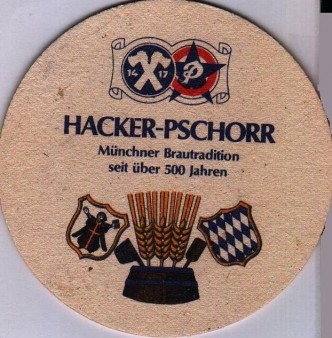 14 17 P
HACKER-PSCHORR
Münchner Brautradition
seit über 500 Jahren